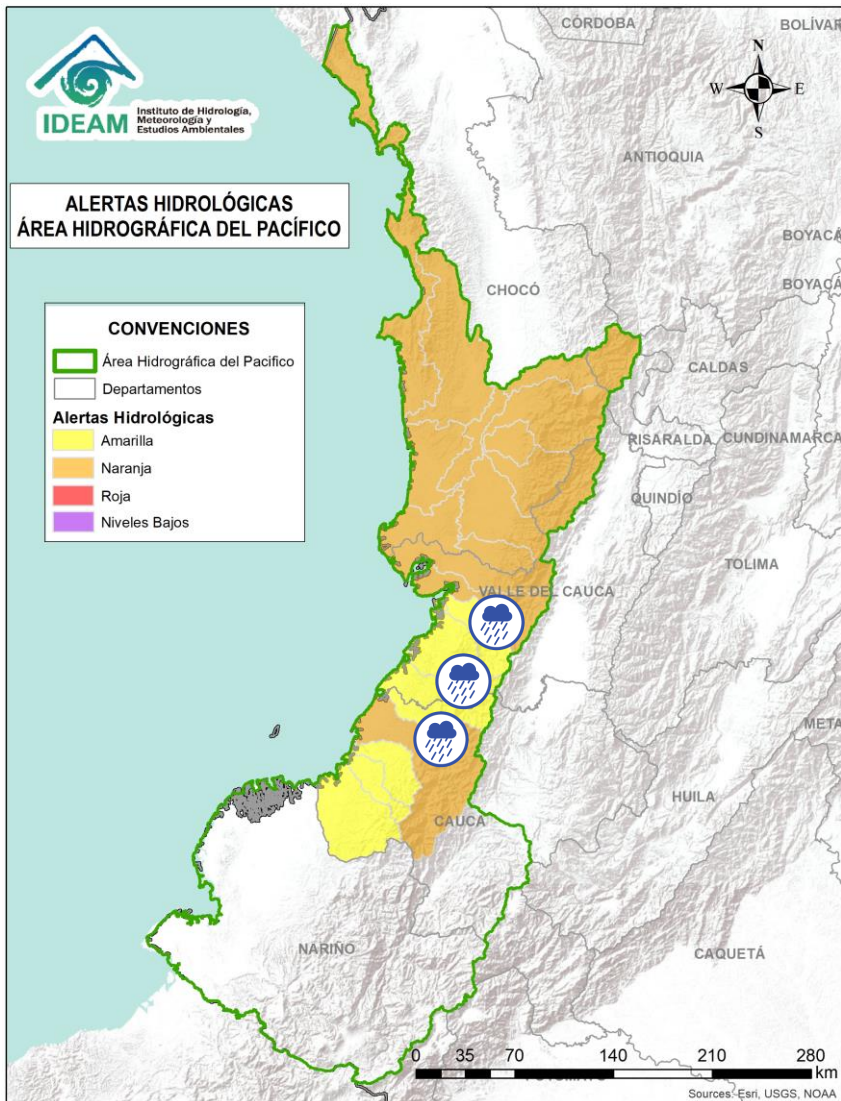 CÓRDOBA
BOLÍVAR
IDEAM
Instituto de Hidrología,
Meteorología y
Estudios Ambientales
N
W
E
S
ANTIOQUIA
ALERTAS HIDROLÓGICAS
ÁREA HIDROGRÁFICA DEL PACÍFICO
BOYACÁ
BOYACÁ
CHOCÓ
CONVENCIONES
Área Hidrográfica del Pacifico
Departamentos
Alertas Hidrológicas
Amarilla
Naranja
Roja
Niveles Bajos
CALDAS
RISARALDA
CUNDINAMARCA
QUINDÍO
TOLIMA
VALLE DEL CAUCA
META
HUILA
CAUCA
NARIÑO
CAQUETÁ
0 35 70 140 210 280
km
Sources: Esri, USGS, NOAA